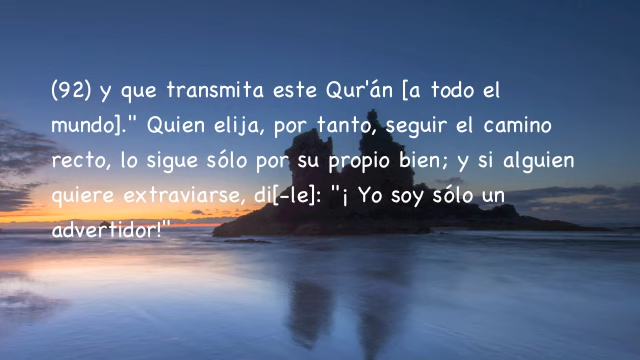 (92) y que transmita este Qur'án [a todo el
mundo]." Quien elija, por tanto, seguir el camino
recto, lo sigue sólo por su propio bien; y si alguien
quiere extraviarse, di[-le]: "¡ Yo soy sólo un
advertidor!"